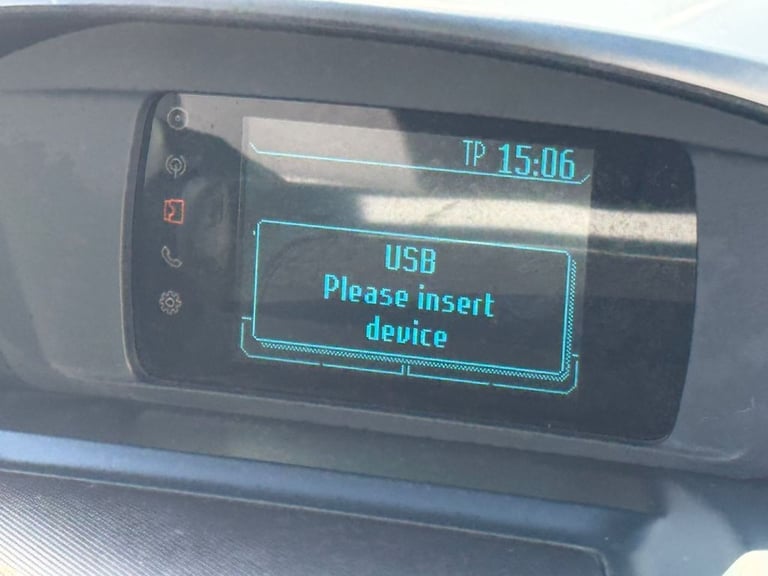 TP 15:06
USB
Please insert
device